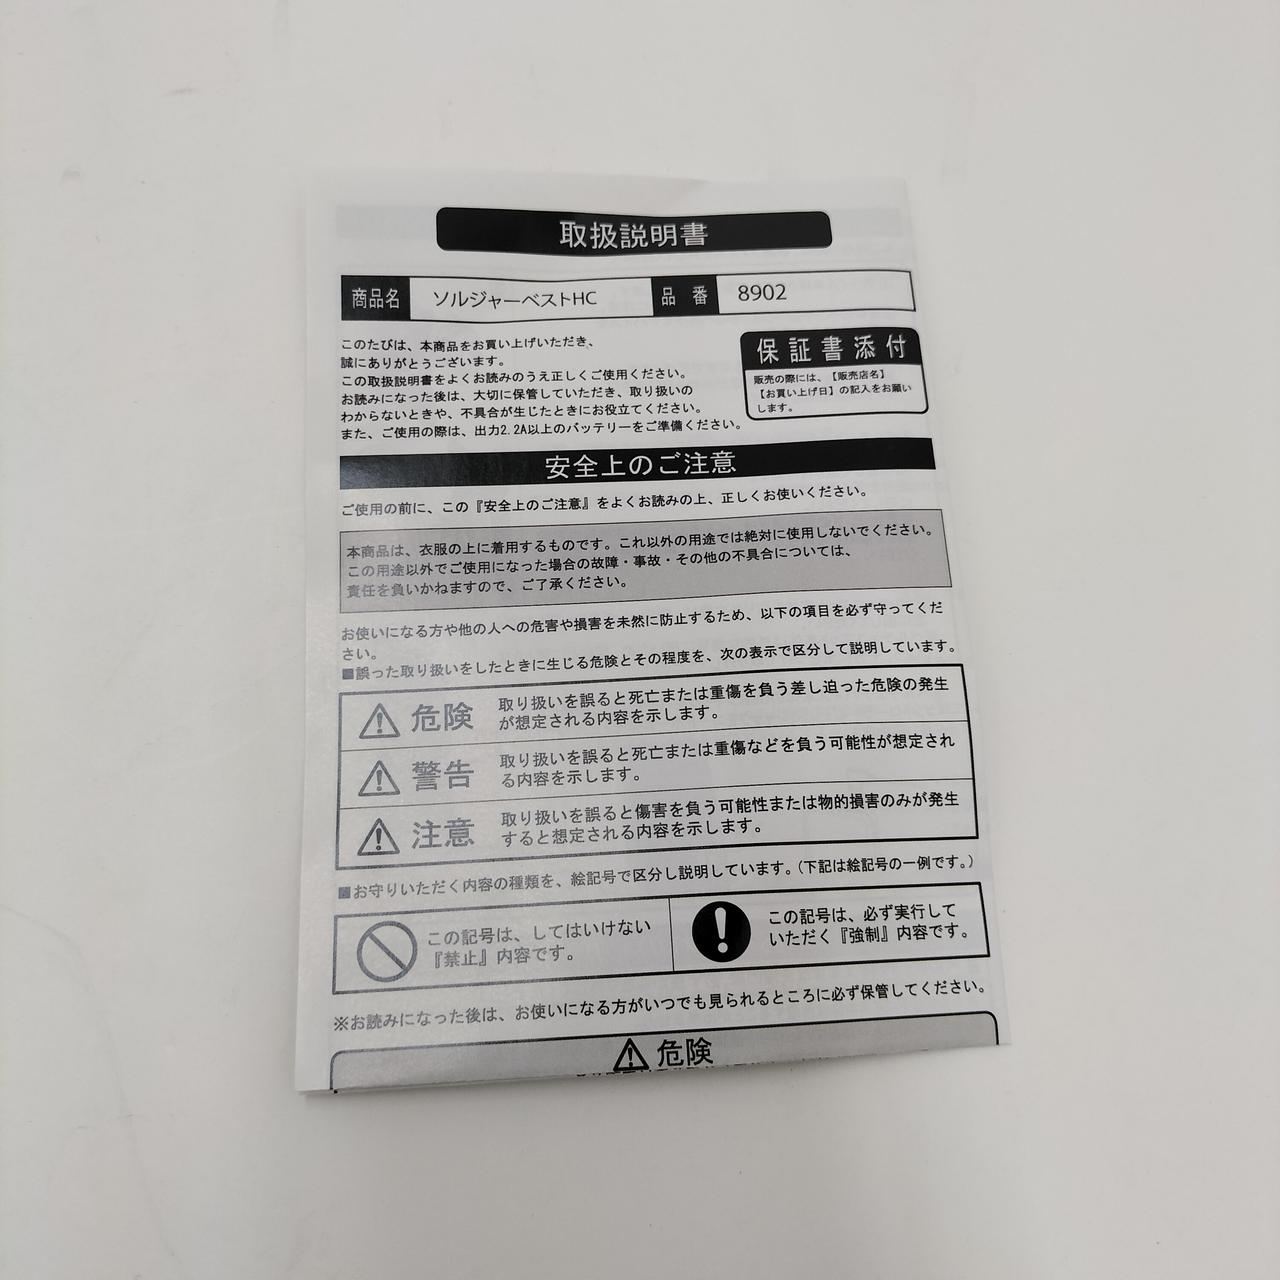 取扱説明書
商品名 ソルジャーベストHC 品 番 8902
このたびは、本商品をお買い上げいただき、
誠にありがとうございます。
この取扱説明書をよくお読みのうえ正しくご使用ください。
お読みになった後は、大切に保管していただき、取り扱いの
わからないときや、不具合が生じたときにお役立てください。
また、ご使用の際は、出力2.2A以上のバッテリーをご準備ください。
保証書添付
販売の際には、【販売店名】
【お買い上げ日】の記入をお願い
します。
安全上のご注意
ご使用の前に、この『安全上のご注意』をよくお読みの上、正しくお使いください。
本商品は、衣服の上に着用するものです。これ以外の用途では絶対に使用しないでください。
この用途以外でご使用になった場合の故障・事故・その他の不具合については、
責任を負いかねますので、ご了承ください。
お使いになる方や他の人への危害や損害を未然に防止するため、以下の項目を必ず守ってくだ
さい。
■誤った取り扱いをしたときに生じる危険とその程度を、次の表示で区分して説明しています。
危険
取り扱いを誤ると死亡または重傷を負う差し迫った危険の発生
が想定される内容を示します。
警告
取り扱いを誤ると死亡または重傷などを負う可能性が想定され
る内容を示します。
注意
取り扱いを誤ると傷害を負う可能性または物的損害のみが発生
すると想定される内容を示します。
■お守りいただく内容の種類を、絵記号で区分し説明しています。(下記は絵記号の一例です。)
この記号は、してはいけない
『禁止』内容です。
この記号は、必ず実行して
いただく『強制』内容です。
※お読みになった後は、お使いになる方がいつでも見られるところに必ず保管してください。
危険